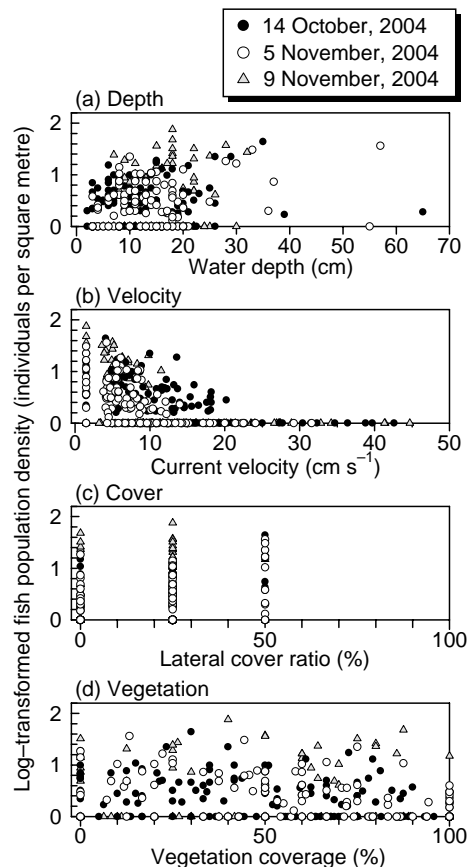 14 October, 2004
5 November, 2004
9 November, 2004
Log–transformed fish population density (individuals per square metre)
(a) Depth
2
1
0
0 10 20 30 40 50 60 70
Water depth (cm)
(b) Velocity
2
1
0
0 10 20 30 40 50
Current velocity (cm s⁻¹)
(c) Cover
2
1
0
0 50 100
Lateral cover ratio (%)
(d) Vegetation
2
1
0
0 50 100
Vegetation coverage (%)